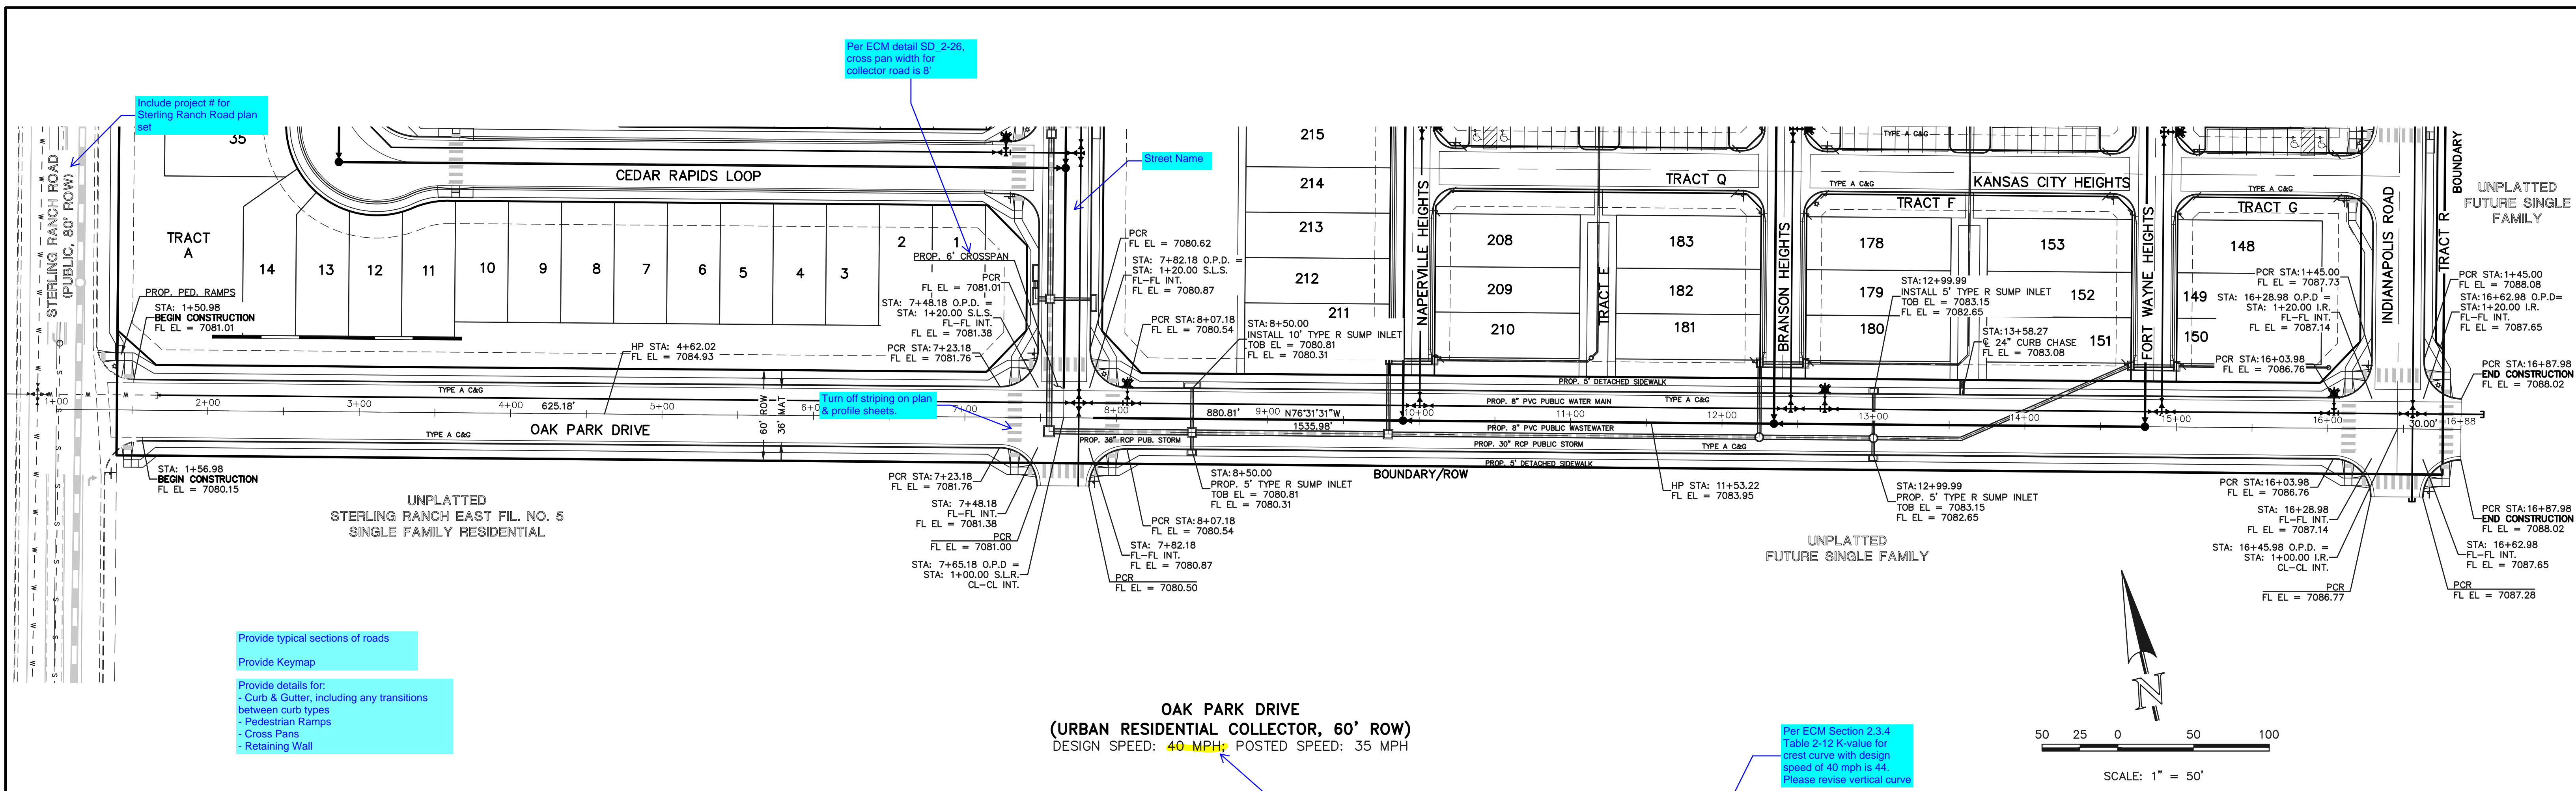 Per ECM detail SD_2-26,
cross pan width for
collector road is 8'
Include project # for
Sterling Ranch Road plan
set
Street Name
STERLING RANCH ROAD
(PUBLIC, 80' ROW)
35
CEDAR RAPIDS LOOP
TRACT
A
14
13
12
11
10
9
8
7
6
5
4
3
2
1
PROP. 6' CROSSPAN
PCR
FL EL = 7081.01
STA: 7+48.18 O.P.D. =
STA: 1+20.00 S.L.S.
FL-FL INT.
FL EL = 7081.38
PCR STA:7+23.18
FL EL = 7081.76
PROP. PED. RAMPS
STA: 1+50.98
BEGIN CONSTRUCTION
FL EL = 7081.01
HP STA: 4+62.02
FL EL = 7084.93
PCR
FL EL = 7080.62
STA: 7+82.18 O.P.D. =
STA: 1+20.00 S.L.S.
FL-FL INT.
FL EL = 7080.87
PCR STA:8+07.18
FL EL = 7080.54
STA:8+50.00
INSTALL 10' TYPE R SUMP INLET
TOB EL = 7080.81
FL EL = 7080.31
215
214
213
212
211
NAPERVILLE HEIGHTS
208
209
210
TRACT E
TRACT Q
183
182
181
BRANSON HEIGHTS
TYPE A C&G
TYPE A C&G
KANSAS CITY HEIGHTS
TRACT F
178
179
180
153
152
151
STA:12+99.99
INSTALL 5' TYPE R SUMP INLET
TOB EL = 7083.15
FL EL = 7082.65
STA:13+58.27
℄ 24" CURB CHASE
FL EL = 7083.08
FORT WAYNE HEIGHTS
TYPE A C&G
TRACT G
148
149
150
INDIANAPOLIS ROAD
TRACT R
BOUNDARY
UNPLATTED
FUTURE SINGLE
FAMILY
PCR STA:1+45.00
FL EL = 7087.73
STA: 16+28.98 O.P.D =
STA: 1+20.00 I.R.
FL-FL INT.
FL EL = 7087.14
PCR STA:16+03.98
FL EL = 7086.76
PCR STA:1+45.00
FL EL = 7088.08
STA:16+62.98 O.P.D=
STA:1+20.00 I.R.
FL-FL INT.
FL EL = 7087.65
PCR STA:16+87.98
END CONSTRUCTION
FL EL = 7088.02
TYPE A C&G
Turn off striping on plan
& profile sheets.
60' ROW
36' MAT
PROP. 5' DETACHED SIDEWALK
PROP. 8" PVC PUBLIC WATER MAIN
TYPE A C&G
1+00
2+00
3+00
4+00
625.18'
5+00
6+0
7+00
8+00
880.81'
9+00
N76°31'31"W
10+00
11+00
12+00
13+00
14+00
15+00
16+00
30.00'
16+88
1535.98'
OAK PARK DRIVE
TYPE A C&G
PROP. 36" RCP PUB. STORM
PROP. 8" PVC PUBLIC WASTEWATER
PROP. 30" RCP PUBLIC STORM
TYPE A C&G
PROP. 5' DETACHED SIDEWALK
BOUNDARY/ROW
STA: 1+56.98
BEGIN CONSTRUCTION
FL EL = 7080.15
UNPLATTED
STERLING RANCH EAST FIL. NO. 5
SINGLE FAMILY RESIDENTIAL
PCR STA:7+23.18
FL EL = 7081.76
STA: 7+48.18
FL-FL INT.
FL EL = 7081.38
PCR
FL EL = 7081.00
STA: 7+65.18 O.P.D =
STA: 1+00.00 S.L.R.
CL-CL INT.
STA:8+50.00
PROP. 5' TYPE R SUMP INLET
TOB EL = 7080.81
FL EL = 7080.31
PCR STA:8+07.18
FL EL = 7080.54
STA: 7+82.18
FL-FL INT.
FL EL = 7080.87
PCR
FL EL = 7080.50
HP STA: 11+53.22
FL EL = 7083.95
STA:12+99.99
PROP. 5' TYPE R SUMP INLET
TOB EL = 7083.15
FL EL = 7082.65
UNPLATTED
FUTURE SINGLE FAMILY
PCR STA:16+03.98
FL EL = 7086.76
STA: 16+28.98
FL-FL INT.
FL EL = 7087.14
STA: 16+45.98 O.P.D. =
STA: 1+00.00 I.R.
CL-CL INT.
PCR
FL EL = 7086.77
PCR STA:16+87.98
END CONSTRUCTION
FL EL = 7088.02
STA: 16+62.98
FL-FL INT.
FL EL = 7087.65
PCR
FL EL = 7087.28
Provide typical sections of roads
Provide Keymap
Provide details for:
- Curb & Gutter, including any transitions
between curb types
- Pedestrian Ramps
- Cross Pans
- Retaining Wall
OAK PARK DRIVE
(URBAN RESIDENTIAL COLLECTOR, 60' ROW)
DESIGN SPEED: 40 MPH; POSTED SPEED: 35 MPH
Per ECM Section 2.3.4
Table 2-12 K-value for
crest curve with design
speed of 40 mph is 44.
Please revise vertical curve
N
50 25 0 50 100
SCALE: 1" = 50'